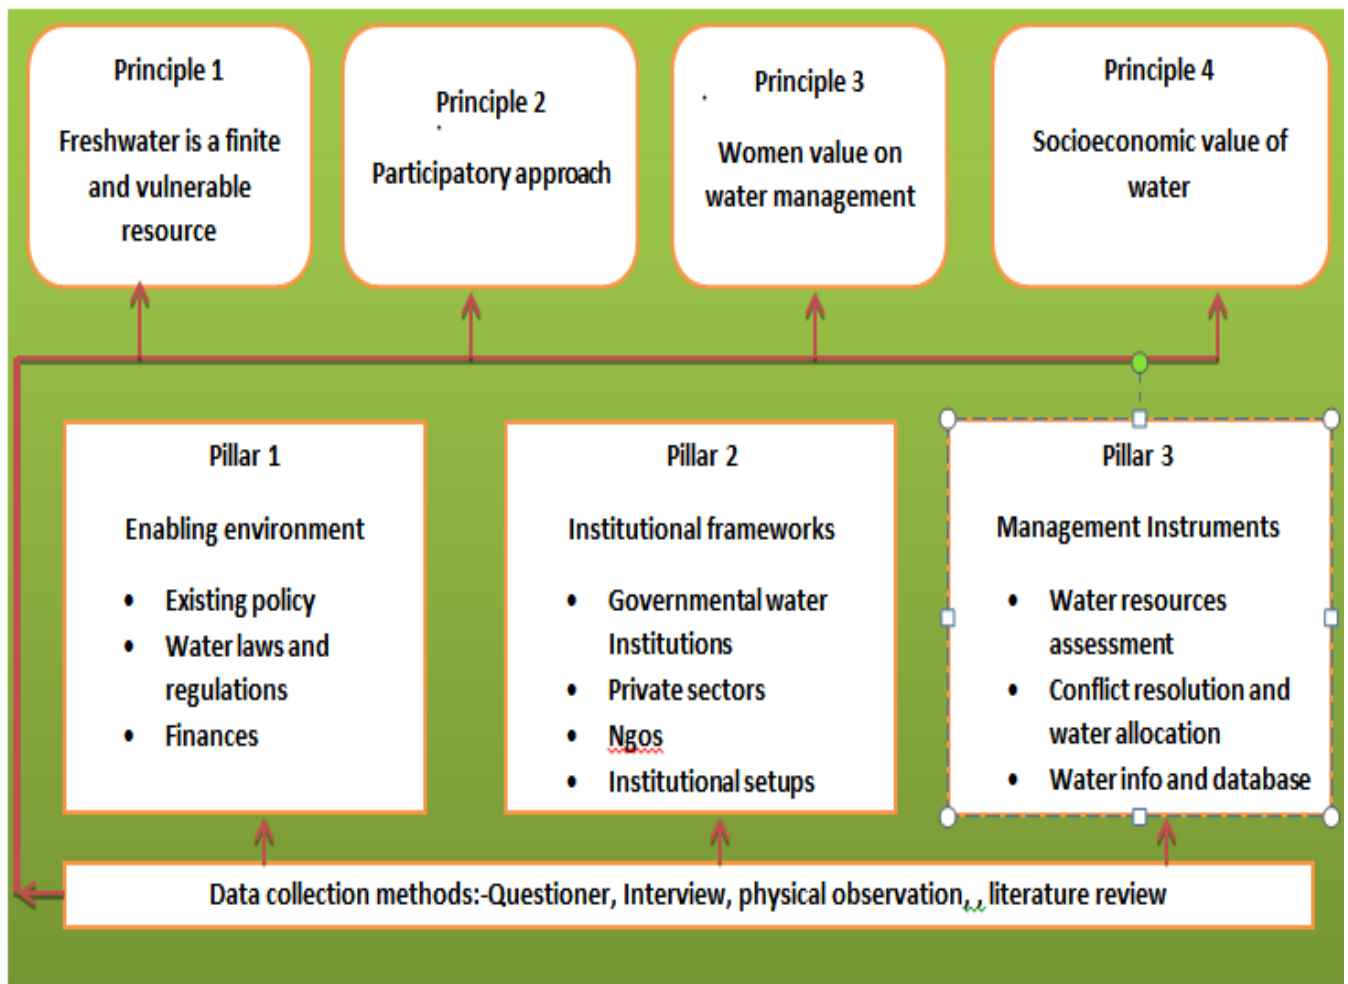 Principle 1
Freshwater is a finite
and vulnerable
resource
Principle 2
Participatory approach
Principle 3
Women value on
water management
Principle 4
Socioeconomic value of
water
Pillar 1
Enabling environment
• Existing policy
• Water laws and
regulations
• Finances
Pillar 2
Institutional frameworks
• Governmental water
Institutions
• Private sectors
• Ngos
• Institutional setups
Pillar 3
Management Instruments
• Water resources
assessment
• Conflict resolution and
water allocation
• Water info and database
Data collection methods:-Questioner, Interview, physical observation, , literature review